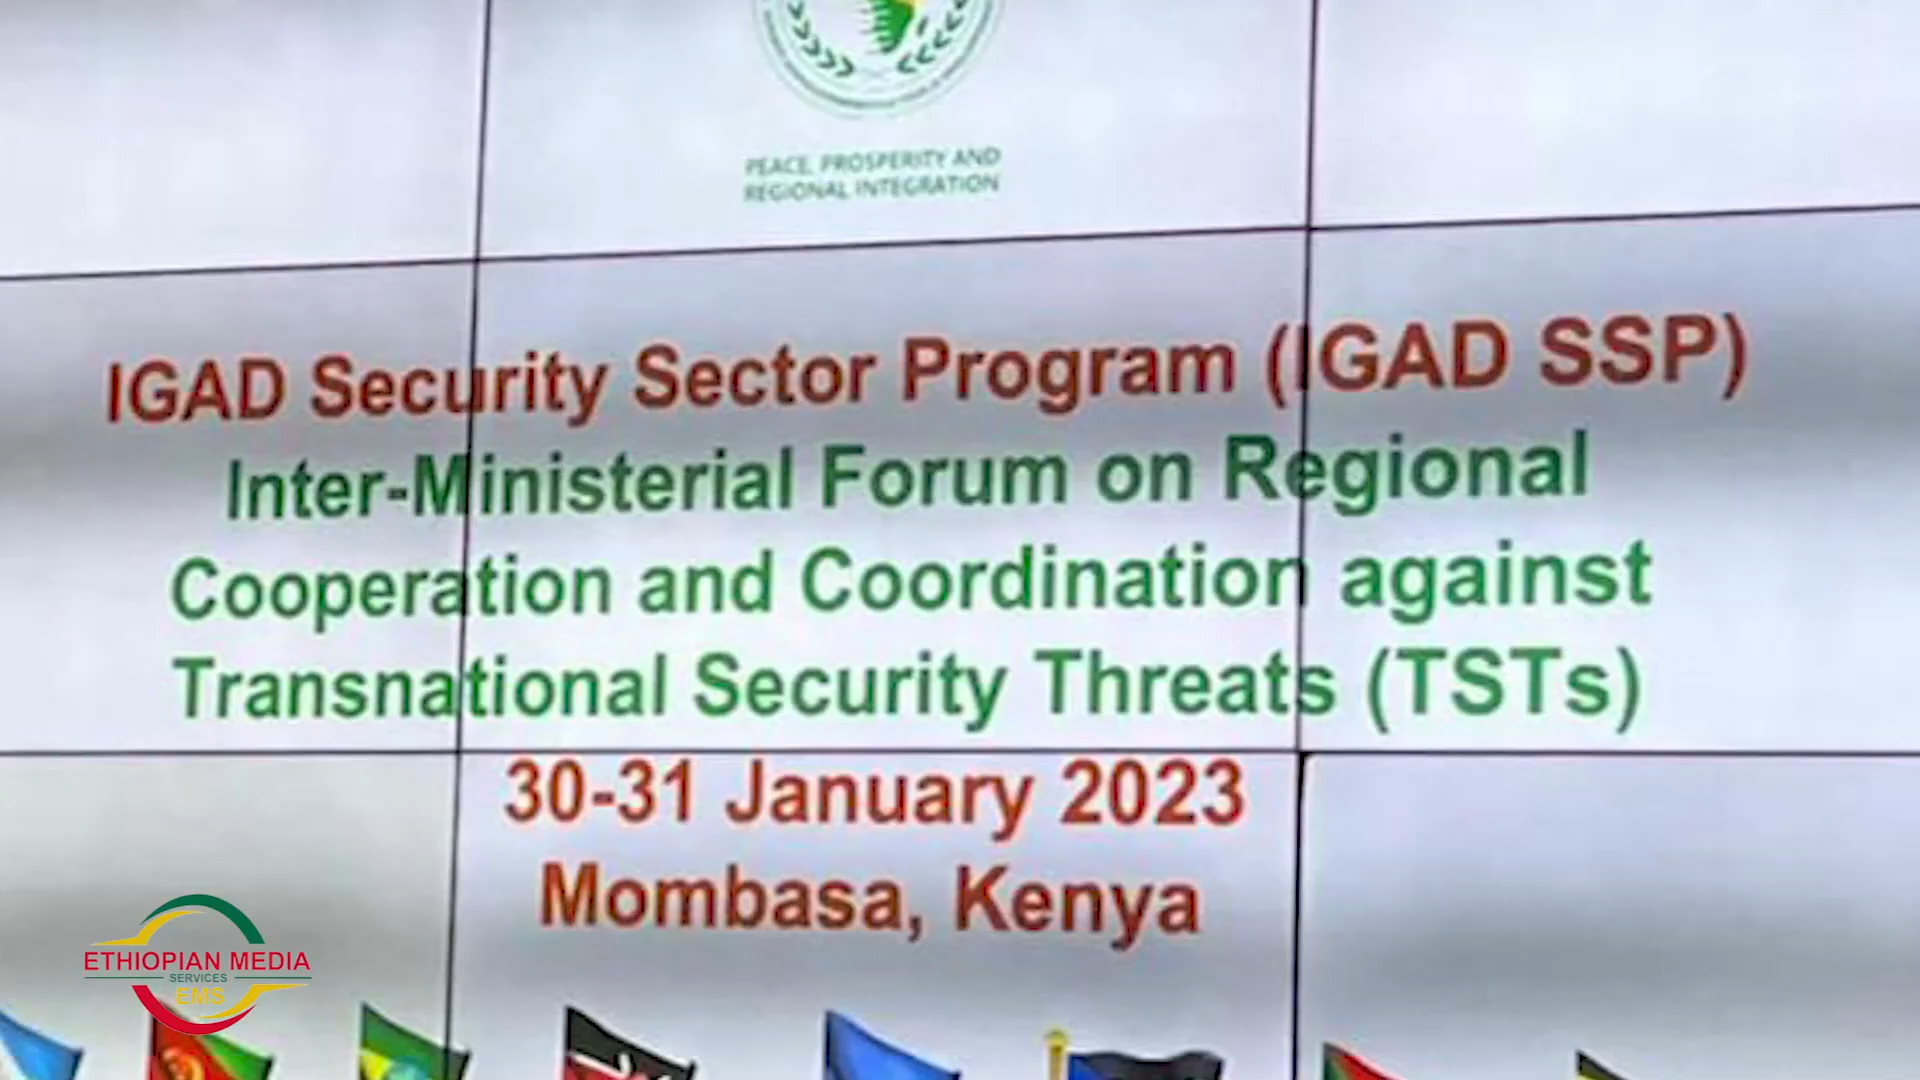 PEACE, PROSPERITY AND
REGIONAL INTEGRATION
IGAD Security Sector Program (IGAD SSP)
Inter-Ministerial Forum on Regional
Cooperation and Coordination against
Transnational Security Threats (TSTs)
30-31 January 2023
Mombasa, Kenya
ETHIOPIAN MEDIA
SERVICES
EMS